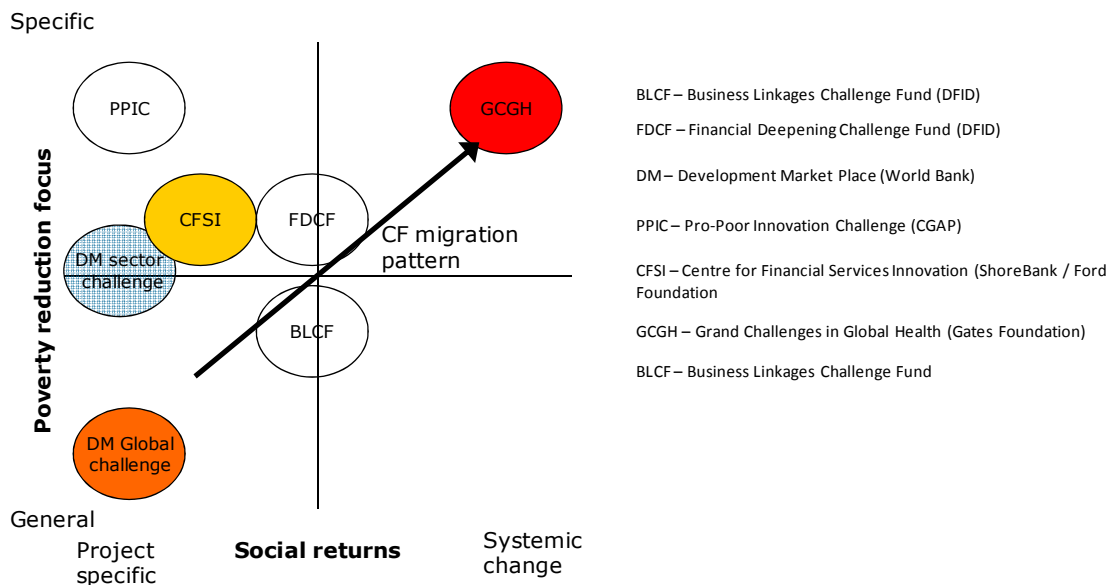 Specific
PPIC
GCGH
CFSI
FDCF
CF migration
pattern
DM sector
challenge
BLCF
DM Global
challenge
Poverty reduction focus
General
Project
specific
Social returns
Systemic
change
BLCF – Business Linkages Challenge Fund (DFID)
FDCF – Financial Deepening Challenge Fund (DFID)
DM – Development Market Place (World Bank)
PPIC – Pro-Poor Innovation Challenge (CGAP)
CFSI – Centre for Financial Services Innovation (ShoreBank / Ford
Foundation
GCGH – Grand Challenges in Global Health (Gates Foundation)
BLCF – Business Linkages Challenge Fund